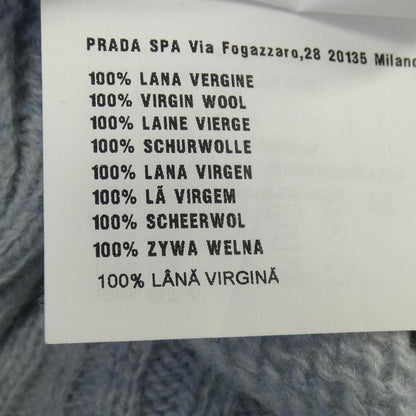 PRADA SPA Via Fogazzaro,28 20135 Milano
100% LANA VERGINE
100% VIRGIN WOOL
100% LAINE VIERGE
100% SCHURWOLLE
100% LANA VIRGEN
100% LÃ VIRGEM
100% SCHEERWOL
100% ZYWA WELNA
100% LÂNĂ VIRGINĂ